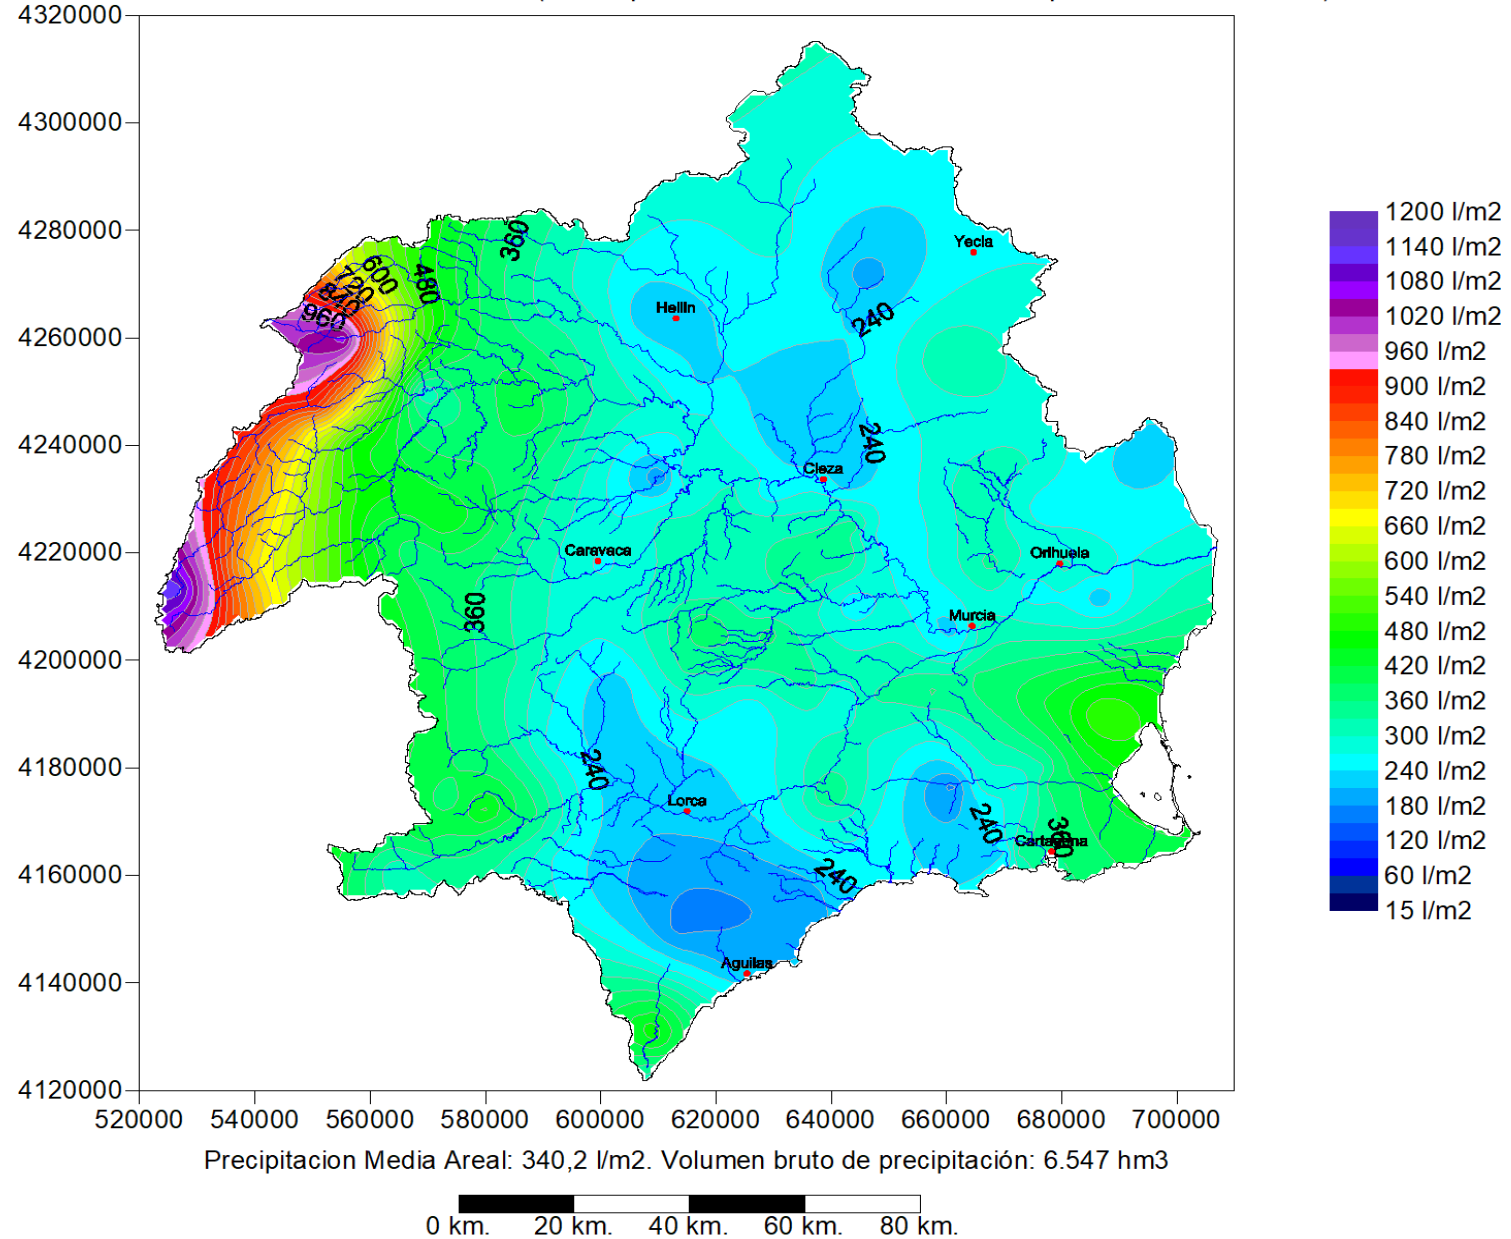 4320000
4300000
4280000
4260000
4240000
4220000
4200000
4180000
4160000
4140000
4120000
520000 540000 560000 580000 600000 620000 640000 660000 680000 700000
360
480
600
720
840
960
Yecla
Hellin
240
240
Cieza
Caravaca
Orihuela
360
Murcia
240
Lorca
240
360
Cartagena
240
Aguilas
1200 l/m2
1140 l/m2
1080 l/m2
1020 l/m2
960 l/m2
900 l/m2
840 l/m2
780 l/m2
720 l/m2
660 l/m2
600 l/m2
540 l/m2
480 l/m2
420 l/m2
360 l/m2
300 l/m2
240 l/m2
180 l/m2
120 l/m2
60 l/m2
15 l/m2
Precipitacion Media Areal: 340,2 l/m2. Volumen bruto de precipitación: 6.547 hm3
0 km. 20 km. 40 km. 60 km. 80 km.